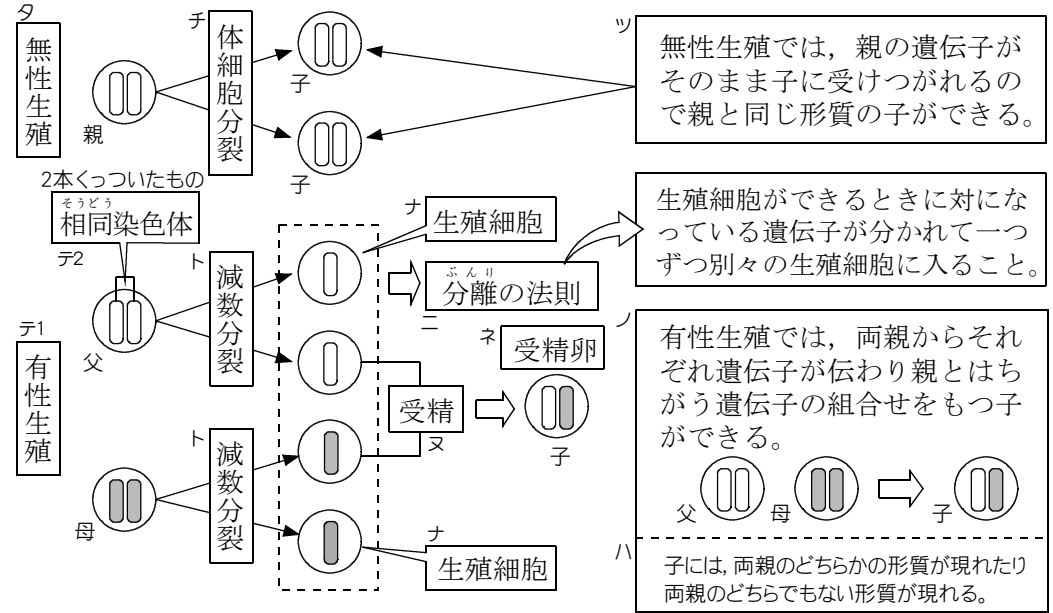 タ
無性生殖
親
チ
体細胞分裂
子
子
ツ
無性生殖では，親の遺伝子が
そのまま子に受けつがれるの
で親と同じ形質の子ができる。
2本くっついたもの
そうどう
相同染色体
テ2
父
テ1
有性生殖
母
ト
減数分裂
ト
減数分裂
ナ
生殖細胞
ぶんり
分離の法則
ニ
生殖細胞ができるときに対にな
っている遺伝子が分かれて一つ
ずつ別々の生殖細胞に入ること。
受精
ヌ
ネ
受精卵
子
ナ
生殖細胞
ノ
有性生殖では，両親からそれ
ぞれ遺伝子が伝わり親とはち
がう遺伝子の組合せをもつ子
ができる。
父
母
子
ハ
子には，両親のどちらかの形質が現れたり
両親のどちらでもない形質が現れる。